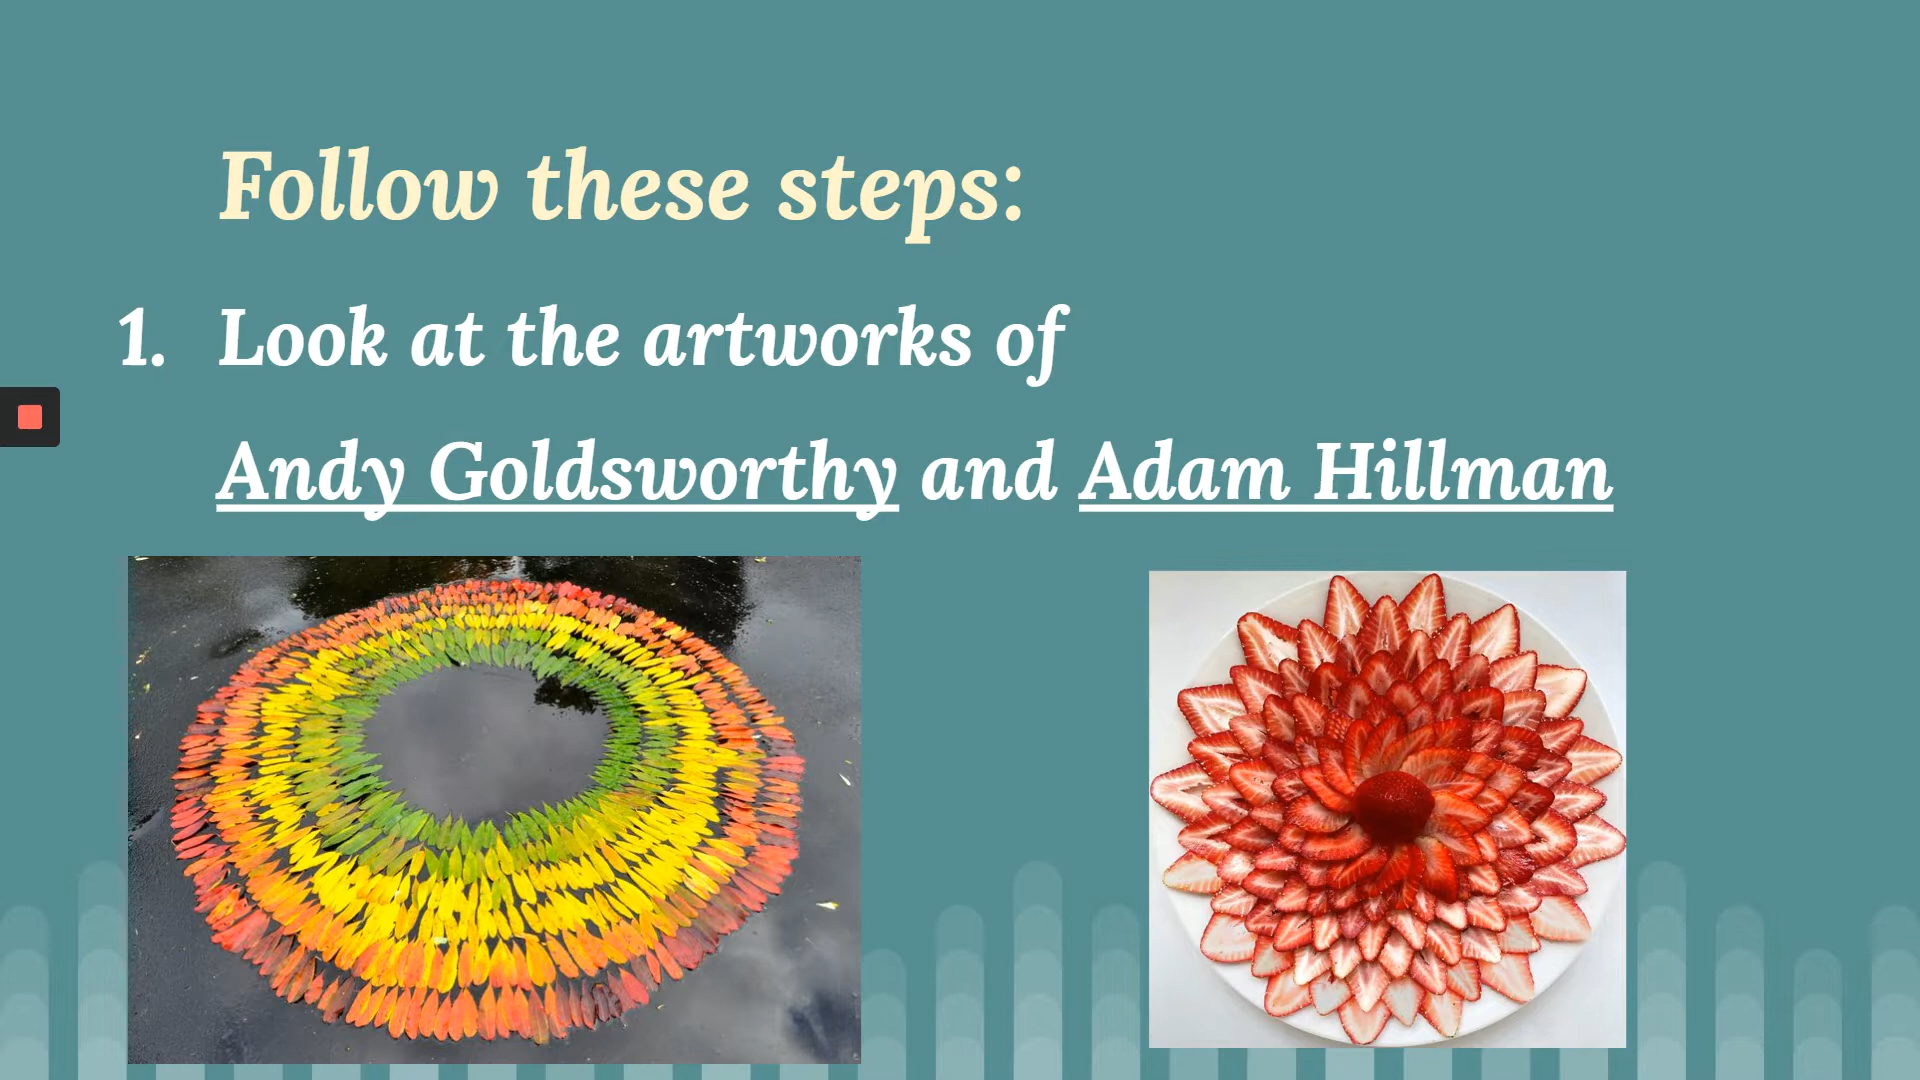 Follow these steps:
1. Look at the artworks of
Andy Goldsworthy and Adam Hillman